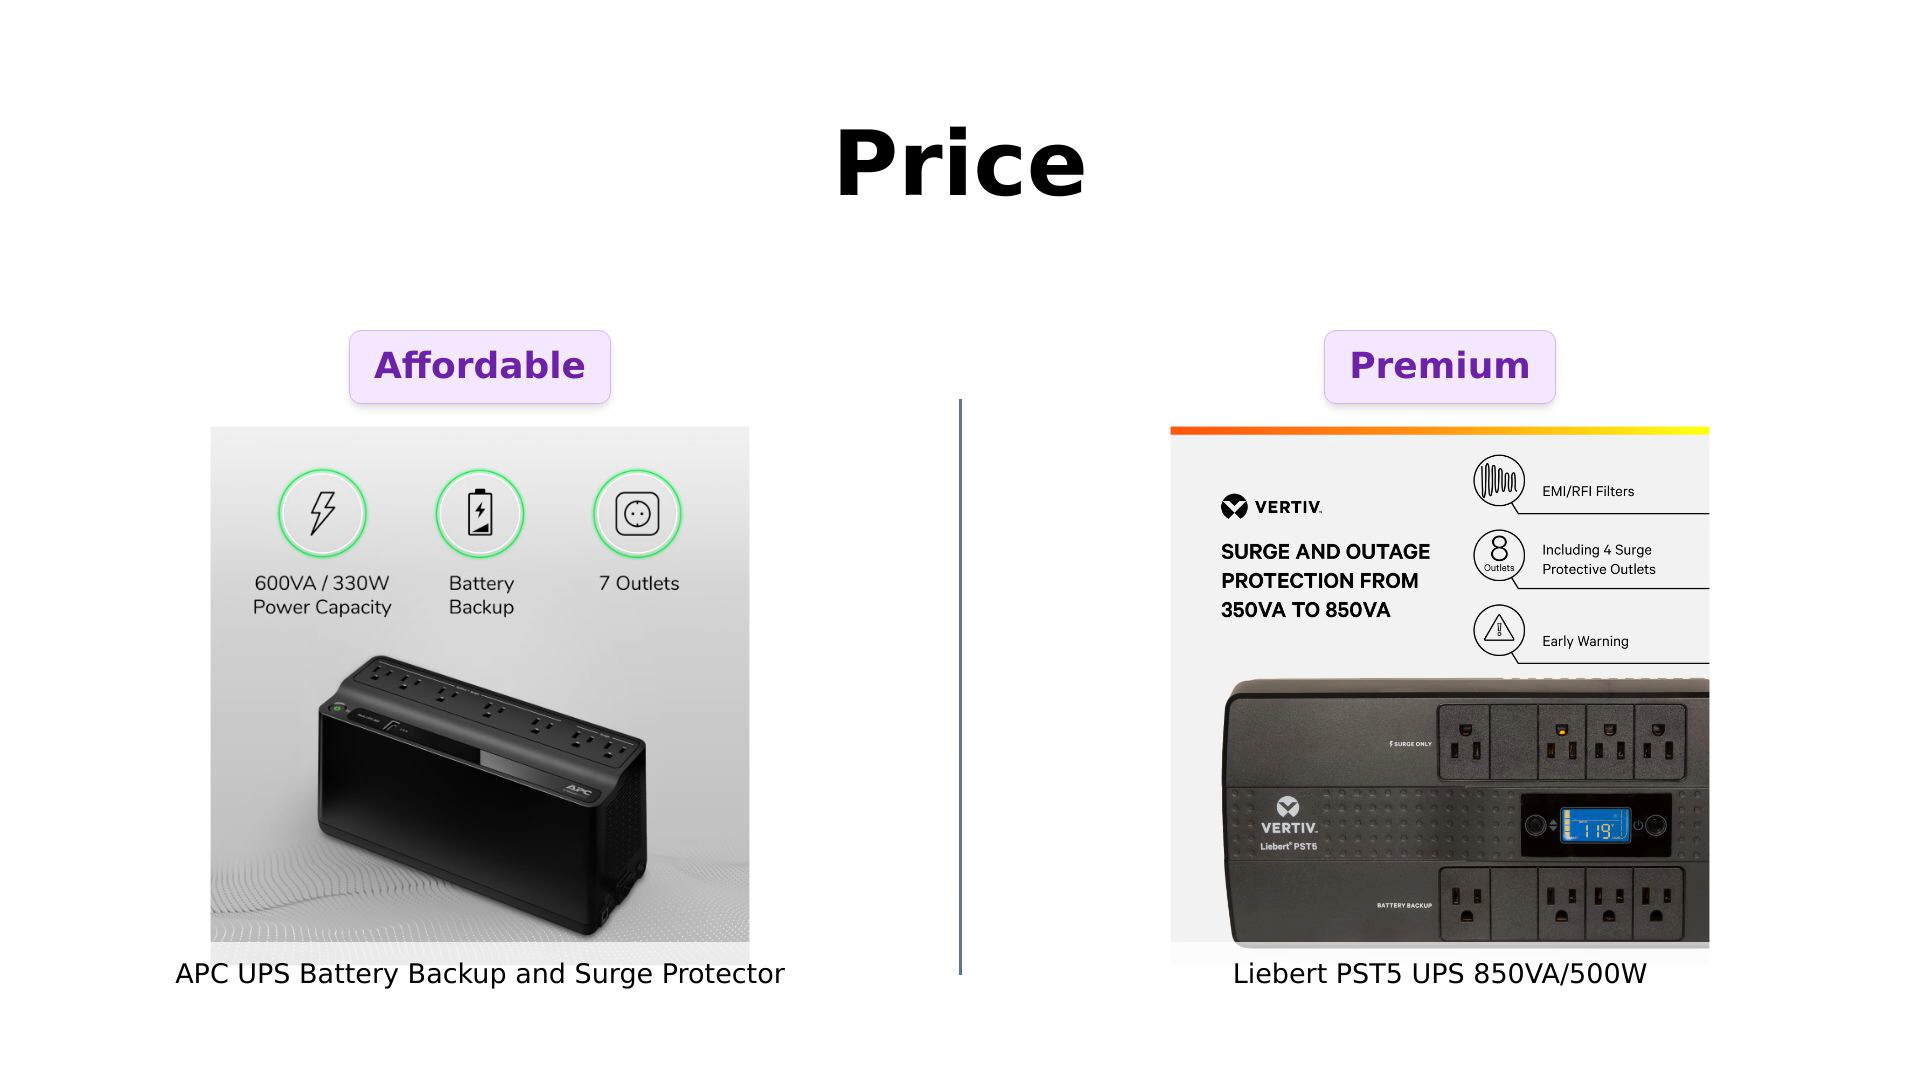 Price
Affordable
600VA / 330W
Power Capacity
Battery
Backup
7 Outlets
APC
APC UPS Battery Backup and Surge Protector
Premium
VERTIV
SURGE AND OUTAGE
PROTECTION FROM
350VA TO 850VA
EMI/RFI Filters
8
Outlets
Including 4 Surge
Protective Outlets
Early Warning
SURGE ONLY
VERTIV
Liebert® PST5
119
BATTERY BACKUP
Liebert PST5 UPS 850VA/500W